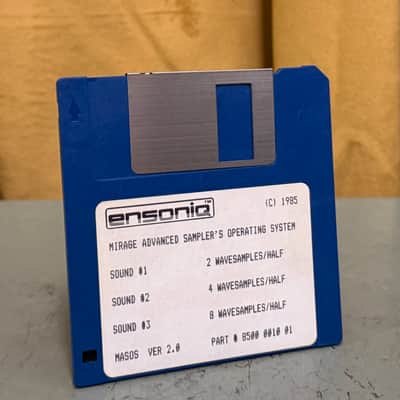 ensoniq™ (C) 1985
MIRAGE ADVANCED SAMPLER'S OPERATING SYSTEM
SOUND #1 2 WAVESAMPLES/HALF
SOUND #2 4 WAVESAMPLES/HALF
SOUND #3 8 WAVESAMPLES/HALF
MASOS VER 2.0 PART # 8500 0010 01